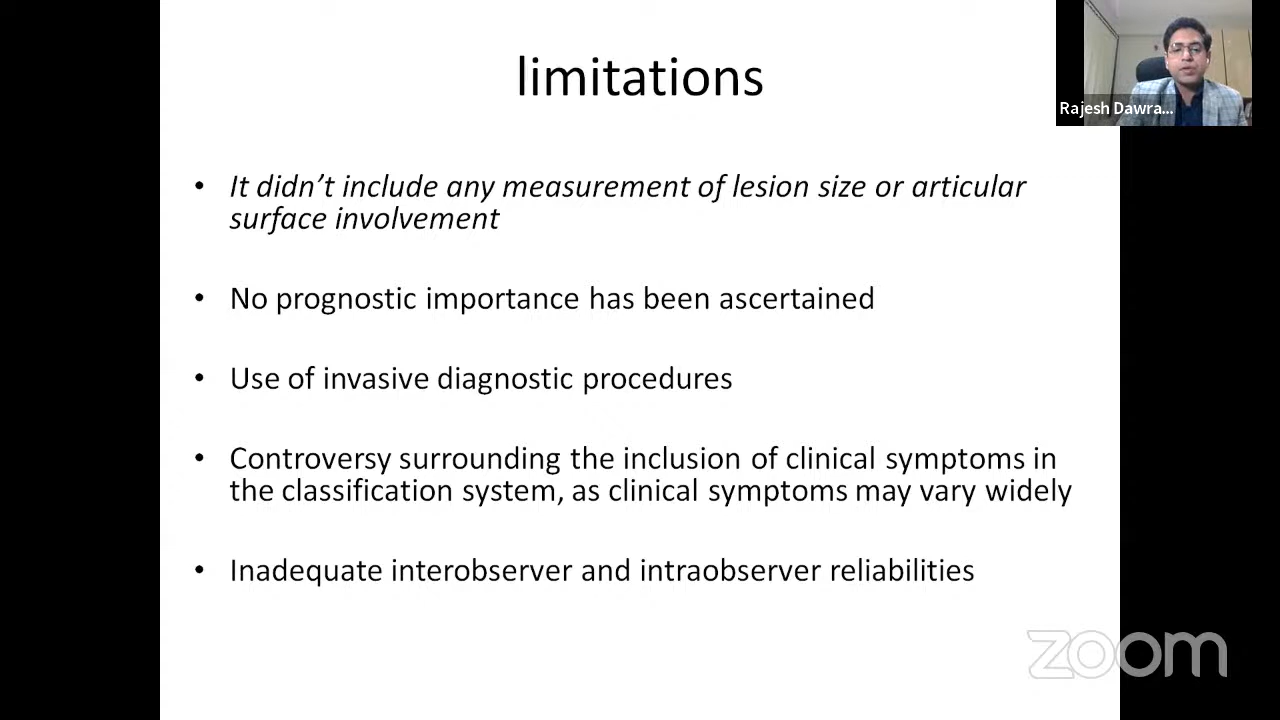 limitations
Rajesh Dawra...
• It didn’t include any measurement of lesion size or articular
surface involvement
• No prognostic importance has been ascertained
• Use of invasive diagnostic procedures
• Controversy surrounding the inclusion of clinical symptoms in
the classification system, as clinical symptoms may vary widely
• Inadequate interobserver and intraobserver reliabilities
zoom